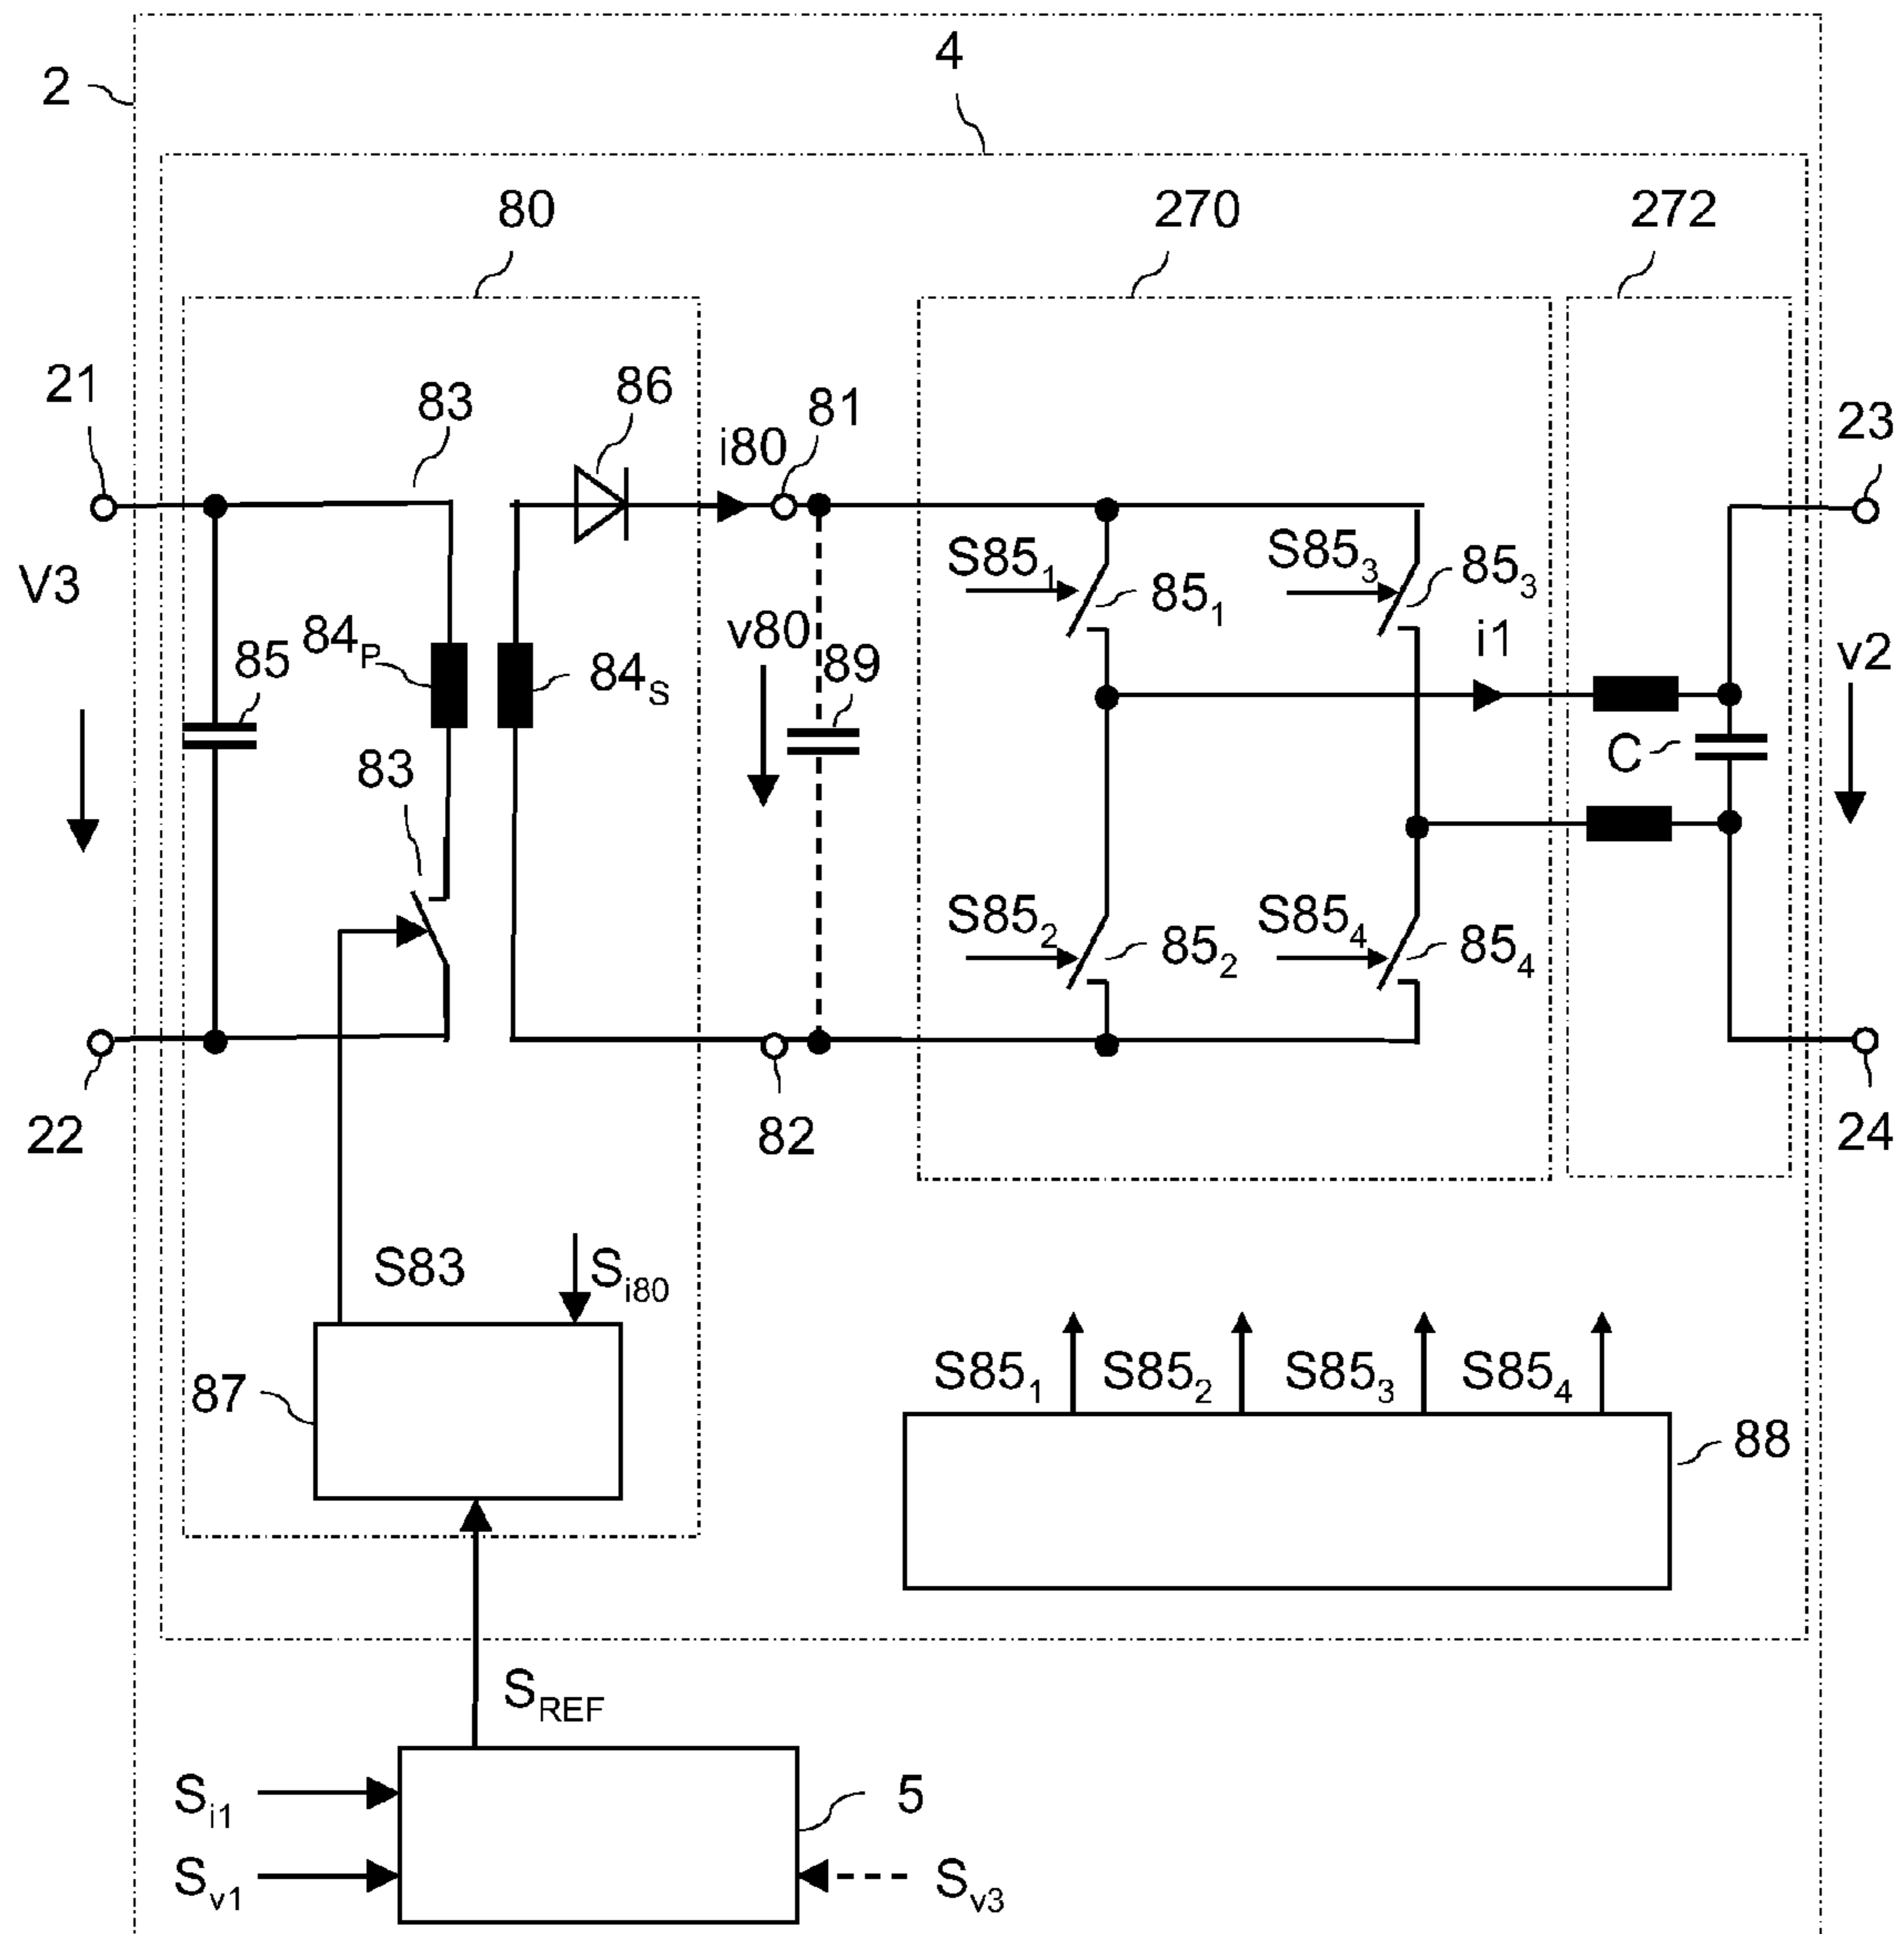 2
4
80
270
272
21
83
86
i80
81
23
V3
S85₁
85₁
S85₃
85₃
84P
84S
85
v80
89
i1
v2
83
C
S85₂
85₂
S85₄
85₄
22
82
24
S83
Si80
87
S85₁
S85₂
S85₃
S85₄
88
SREF
Si1
5
Sv1
Sv3